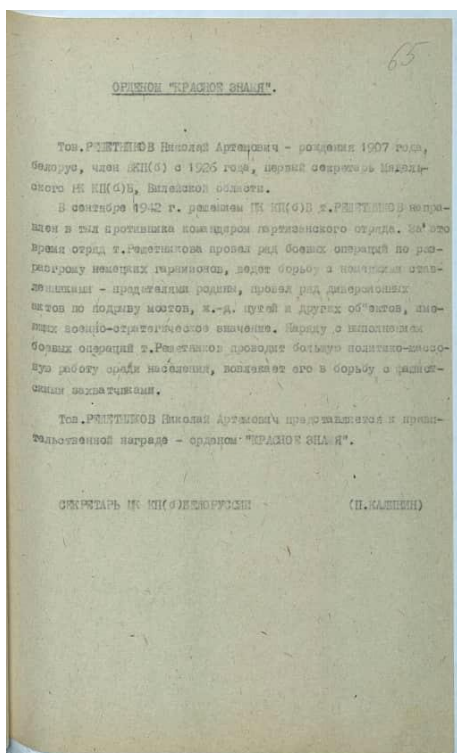 65
ОРДЕНОМ "КРАСНОЕ ЗНАМЯ".
Тов.РЕШЕТНИКОВ Николай Артемович - рождения 1907 года,
белорус, член ВКП(б) с 1926 года, первый секретарь
ского РК КП(б)Б, Вилейской области.
В сентябре 1942 г. решением ЦК КП(б)Б т.РЕШЕТНИКОВ направ-
лен в тыл противника командиром партизанского отряда. За это
время отряд т.Решетникова провел ряд боевых операций по раз-
разгрому немецких гарнизонов, ведет борьбу с немецкими став-
ленниками - предателями родины, провел ряд диверсионных
актов по подрыву мостов, ж.-д. путей и других об'ектов, имею-
щих военно-стратегическое значение. Наряду с выполнением
боевых операций т.Решетников проводит большую политико-массо-
вую работу среди населения, вовлекает его в борьбу с фашист-
скими захватчиками.
Тов.РЕШЕТНИКОВ Николай Артемович представляется к прави-
тельственной награде - орденом "КРАСНОЕ ЗНАМЯ".
СЕКРЕТАРЬ ЦК КП(б)БЕЛОРУССИИ (П.КАЛИНИН)